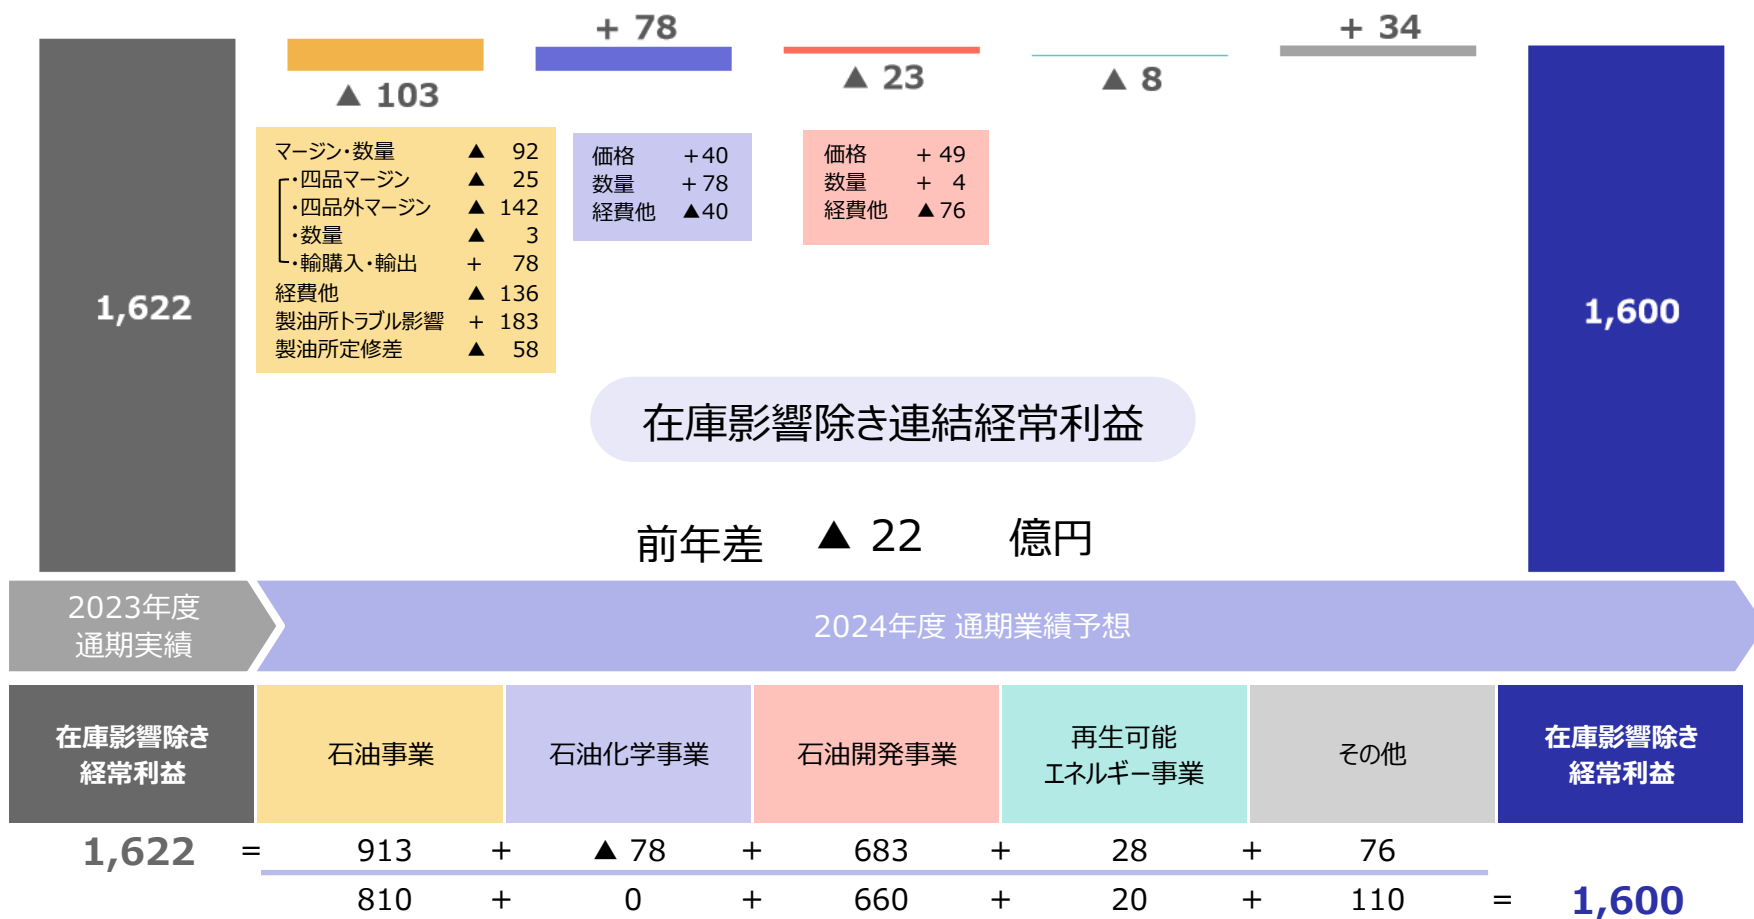 + 78
+ 34
▲ 103
▲ 23
▲ 8
マージン・数量 ▲ 92
・四品マージン ▲ 25
・四品外マージン ▲ 142
・数量 ▲ 3
・輸購入・輸出 + 78
経費他 ▲ 136
製油所トラブル影響 + 183
製油所定修差 ▲ 58
価格 +40
数量 +78
経費他 ▲40
価格 + 49
数量 + 4
経費他 ▲ 76
1,622
1,600
在庫影響除き連結経常利益
前年差 ▲ 22 億円
2023年度
通期実績
2024年度 通期業績予想
在庫影響除き
経常利益
石油事業
石油化学事業
石油開発事業
再生可能
エネルギー事業
その他
在庫影響除き
経常利益
1,622 = 913 + ▲ 78 + 683 + 28 + 76
810 + 0 + 660 + 20 + 110 = 1,600